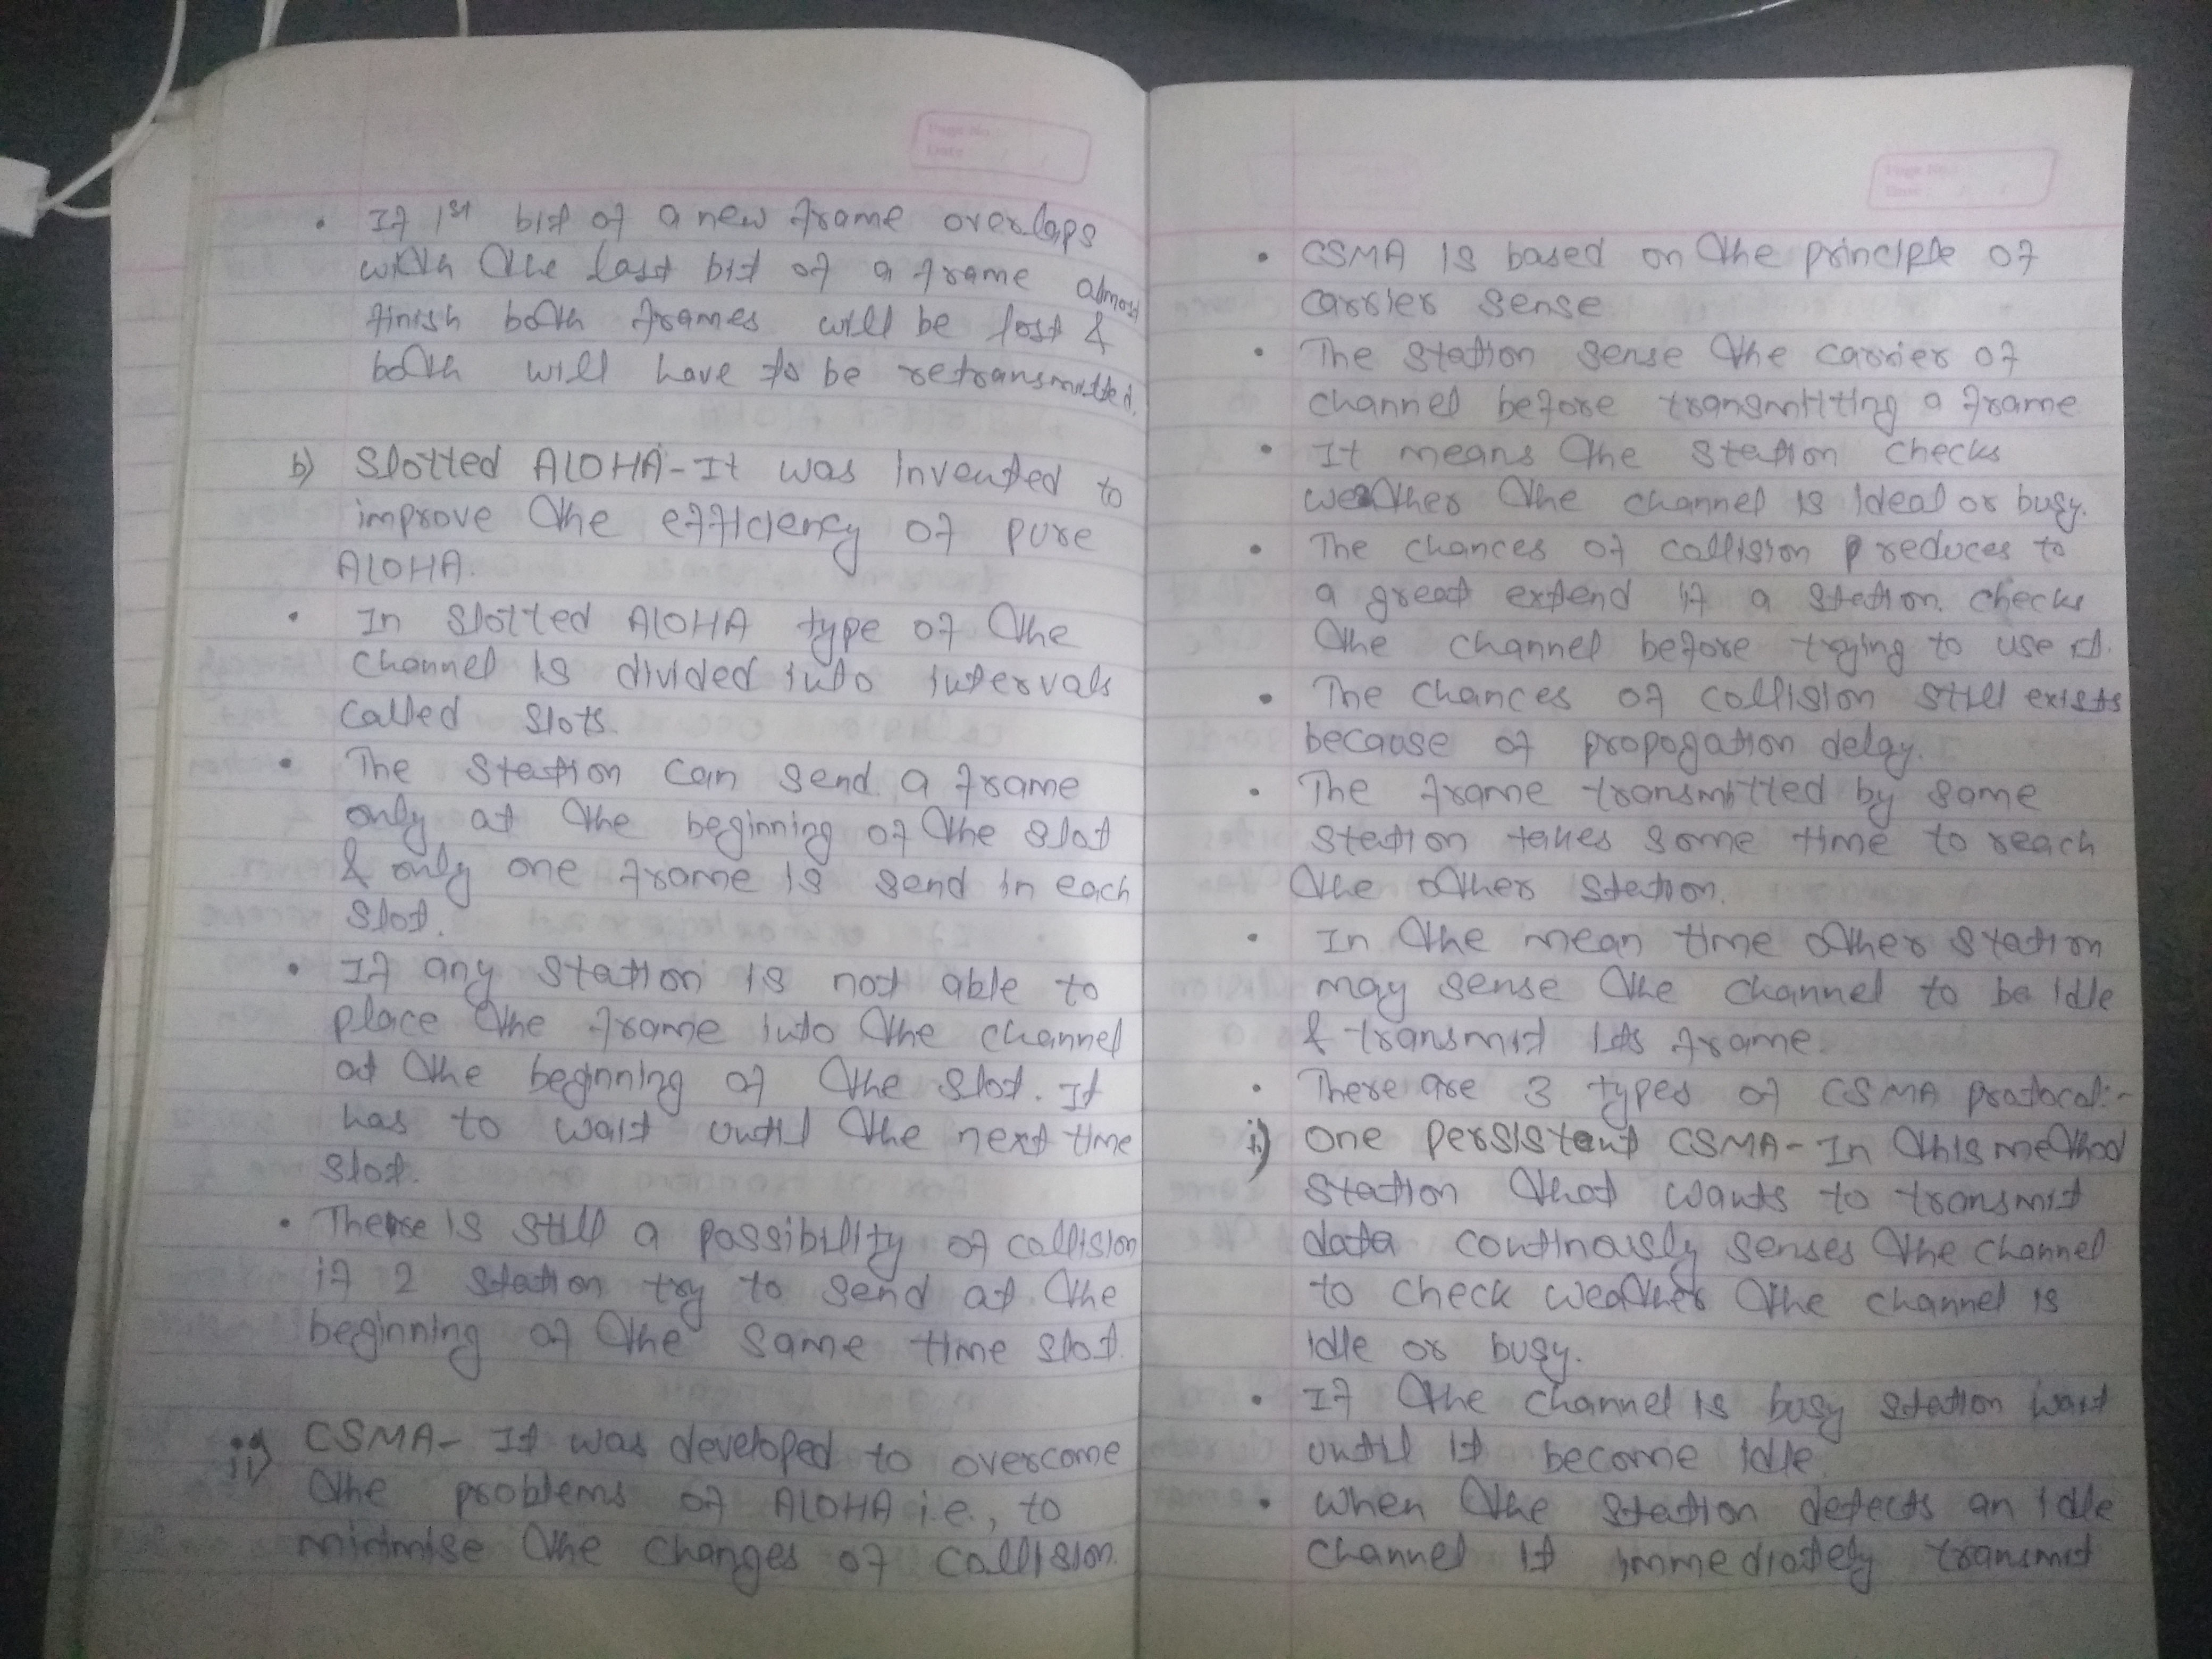 • If 1st bit of a new frame overlaps
with the last bit of a frame almost
finish both frames will be lost &
both will have to be retransmitted.
b) Slotted AlOHA - It was invented to
improve the efficiency of pure
AlOHA.
• In slotted AlOHA type of the
channel is divided into intervals
called slots
• The station can send a frame
only at the beginning of the slot
& only one frame is send in each
slot.
• If any station is not able to
place the frame into the channel
at the beginning of the slot. It
has to wait until the next time
slot.
• There is still a possibility of collision
if 2 station try to send at the
beginning of the same time slot
ii) CSMA - It was developed to overcome
the problems of AlOHA i.e, to
minimise the changes of collision.
• CSMA is based on the principle of
carrier sense
• The station sense the carrier of
channel before transmitting a frame
• It means the station checks
weather the channel is ideal or busy.
• The chances of collision reduces to
a great extend if a station checks
the channel before trying to use it.
• The chances of collision still exists
because of propogation delay.
• The frame transmitted by some
station takes some time to reach
the other station.
• In the mean time other station
may sense the channel to be idle
& transmit its frame.
• There are 3 types of CSMA protocol:-
i) One persistant CSMA - In this method
station that wants to transmit
data continously senses the channel
to check weather the channel is
idle or busy.
• If the channel is busy station wait
until it become idle
• When the station detects an idle
channel it immediately transmit